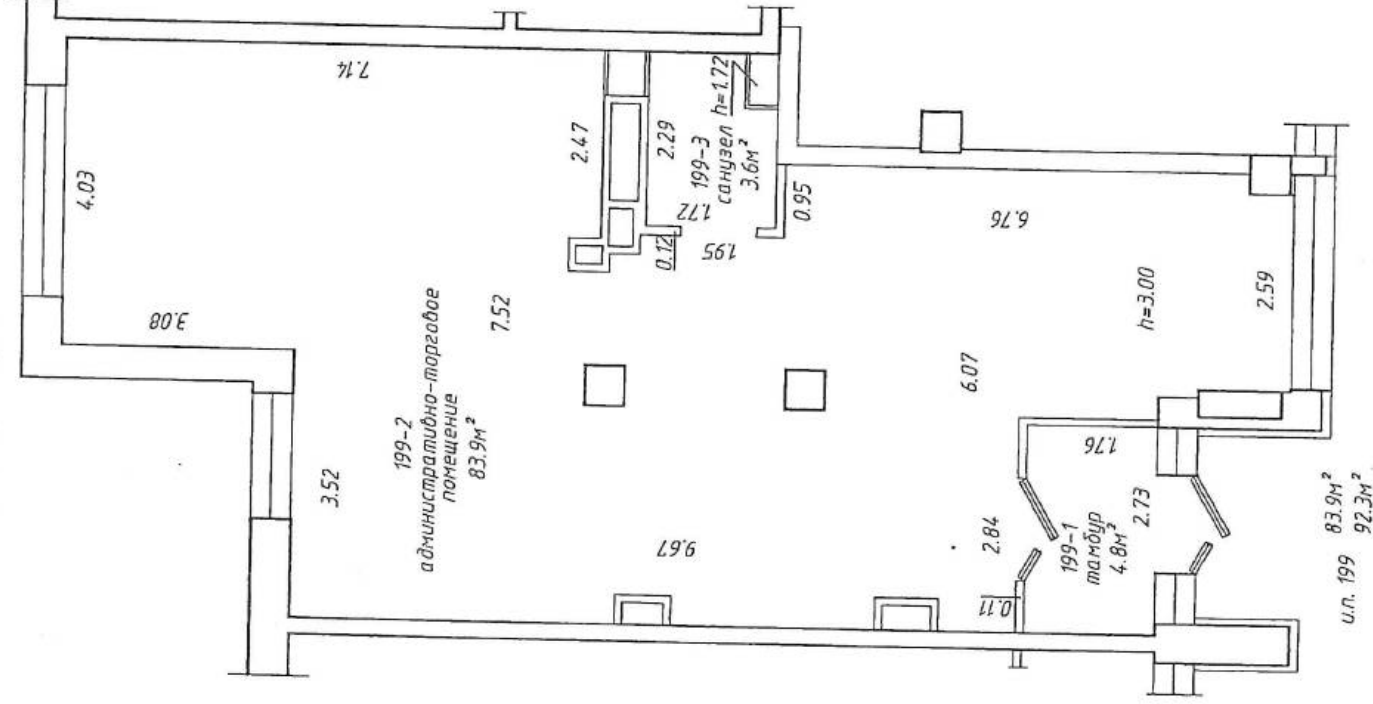 7.14
4.03
3.08
3.52
199-2
административно-торговое
помещение
83.9м²
7.52
2.47
2.29
199-3
санузел
3.6м²
h=1.72
1.72
0.12
1.95
0.95
6.76
h=3.00
2.59
6.07
9.67
2.84
0.11
199-1
тамбур
4.8м²
1.76
2.73
и.п. 199 83.9м²
92.3м²